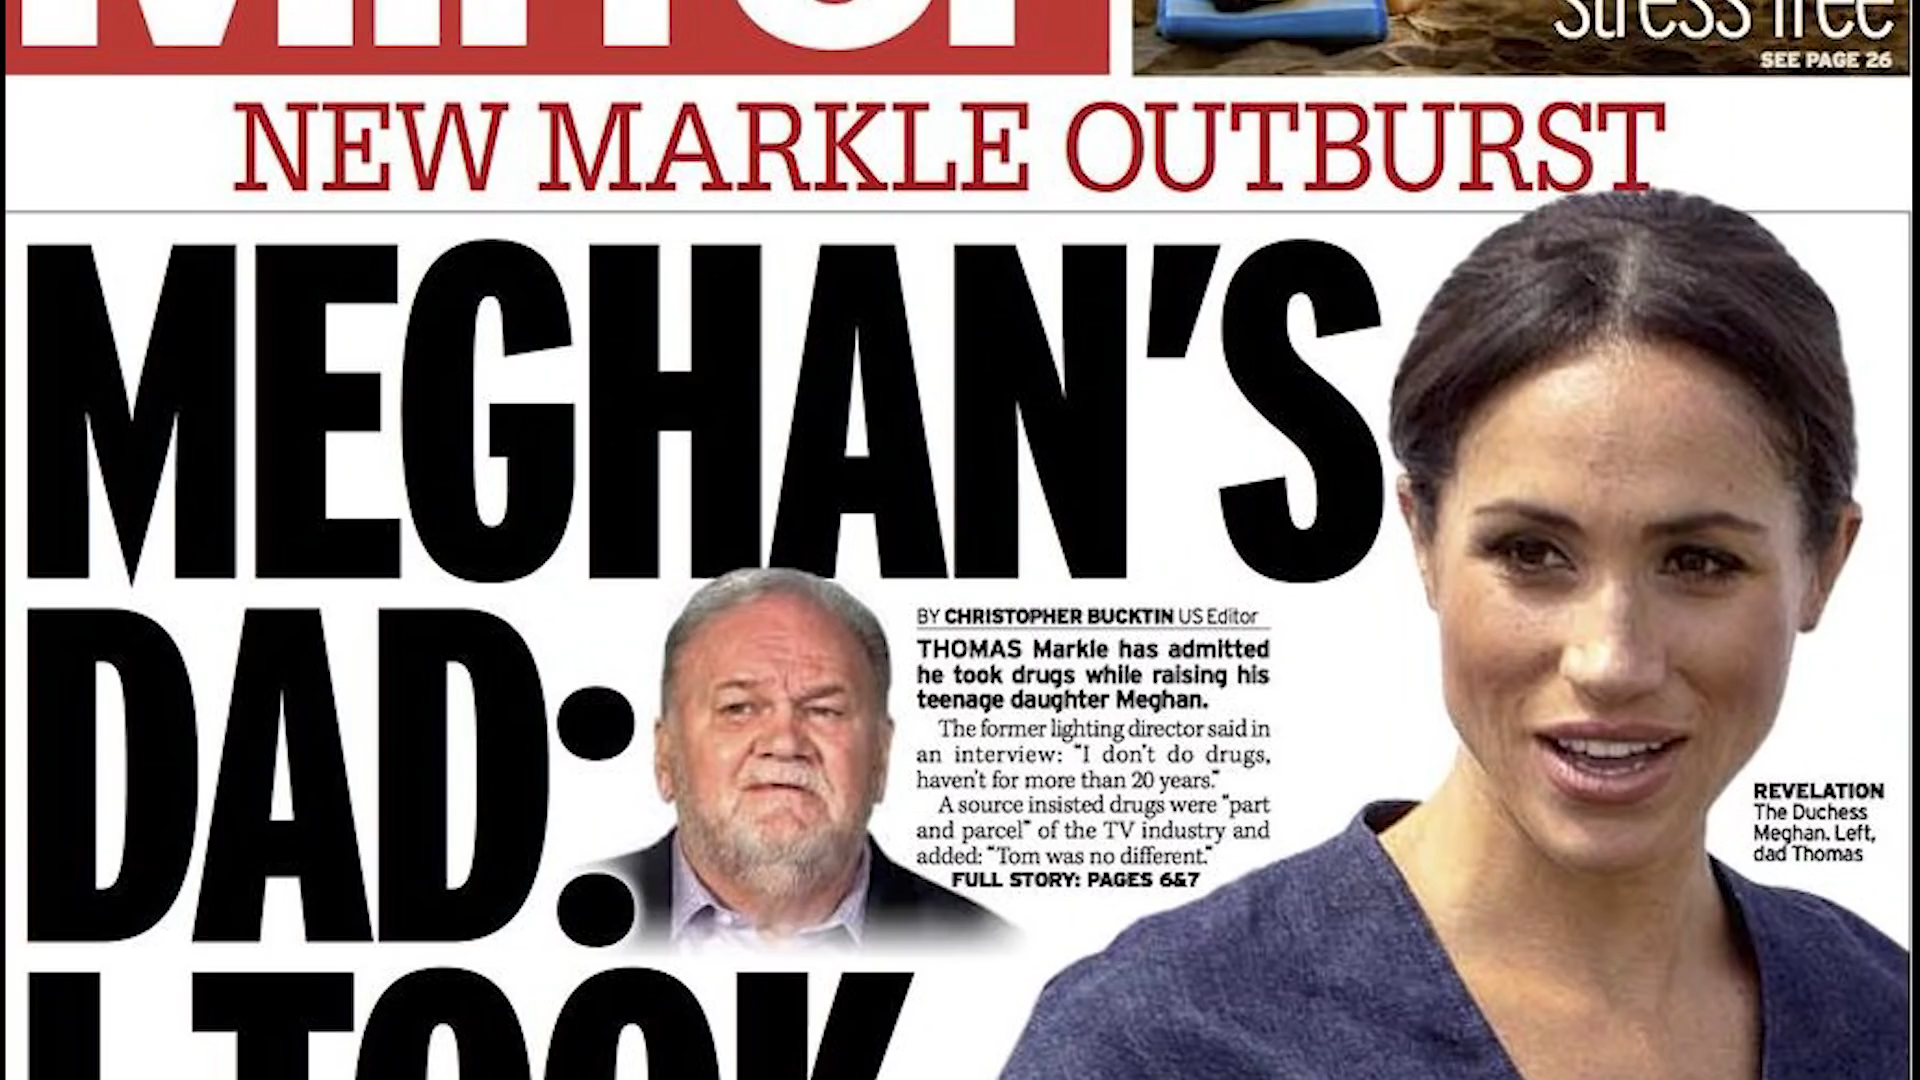 Mirror
stress free
SEE PAGE 26
NEW MARKLE OUTBURST
MEGHAN'S
DAD:
I TOOK
BY CHRISTOPHER BUCKTIN US Editor
THOMAS Markle has admitted
he took drugs while raising his
teenage daughter Meghan.
The former lighting director said in
an interview: "I don't do drugs,
haven't for more than 20 years."
A source insisted drugs were "part
and parcel" of the TV industry and
added: "Tom was no different."
FULL STORY: PAGES 6&7
REVELATION
The Duchess
Meghan. Left,
dad Thomas